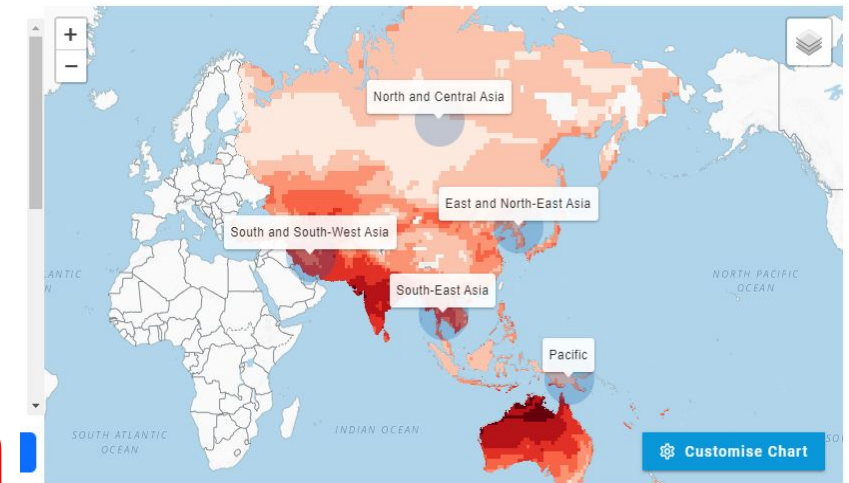 +
−
North and Central Asia
East and North-East Asia
South and South-West Asia
ANTIC
N
NORTH PACIFIC
OCEAN
South-East Asia
Pacific
SOUTH ATLANTIC
OCEAN
INDIAN OCEAN
SO
Customise Chart